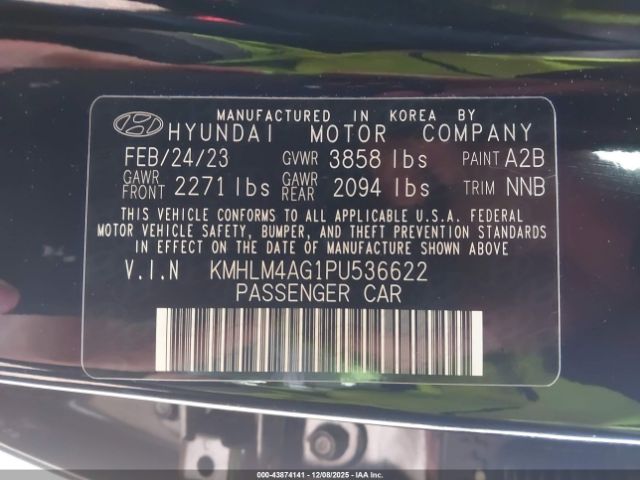 MANUFACTURED IN KOREA BY
HYUNDAI MOTOR COMPANY
FEB/24/23 GVWR 3858 lbs PAINT A2B
GAWR FRONT 2271 lbs GAWR REAR 2094 lbs TRIM NNB
THIS VEHICLE CONFORMS TO ALL APPLICABLE U.S.A. FEDERAL
MOTOR VEHICLE SAFETY, BUMPER, AND THEFT PREVENTION STANDARDS
IN EFFECT ON THE DATE OF MANUFACTURE SHOWN ABOVE.
V.I.N KMHLM4AG1PU536622
PASSENGER CAR
000-43874141 - 12/08/2025 - IAA Inc.